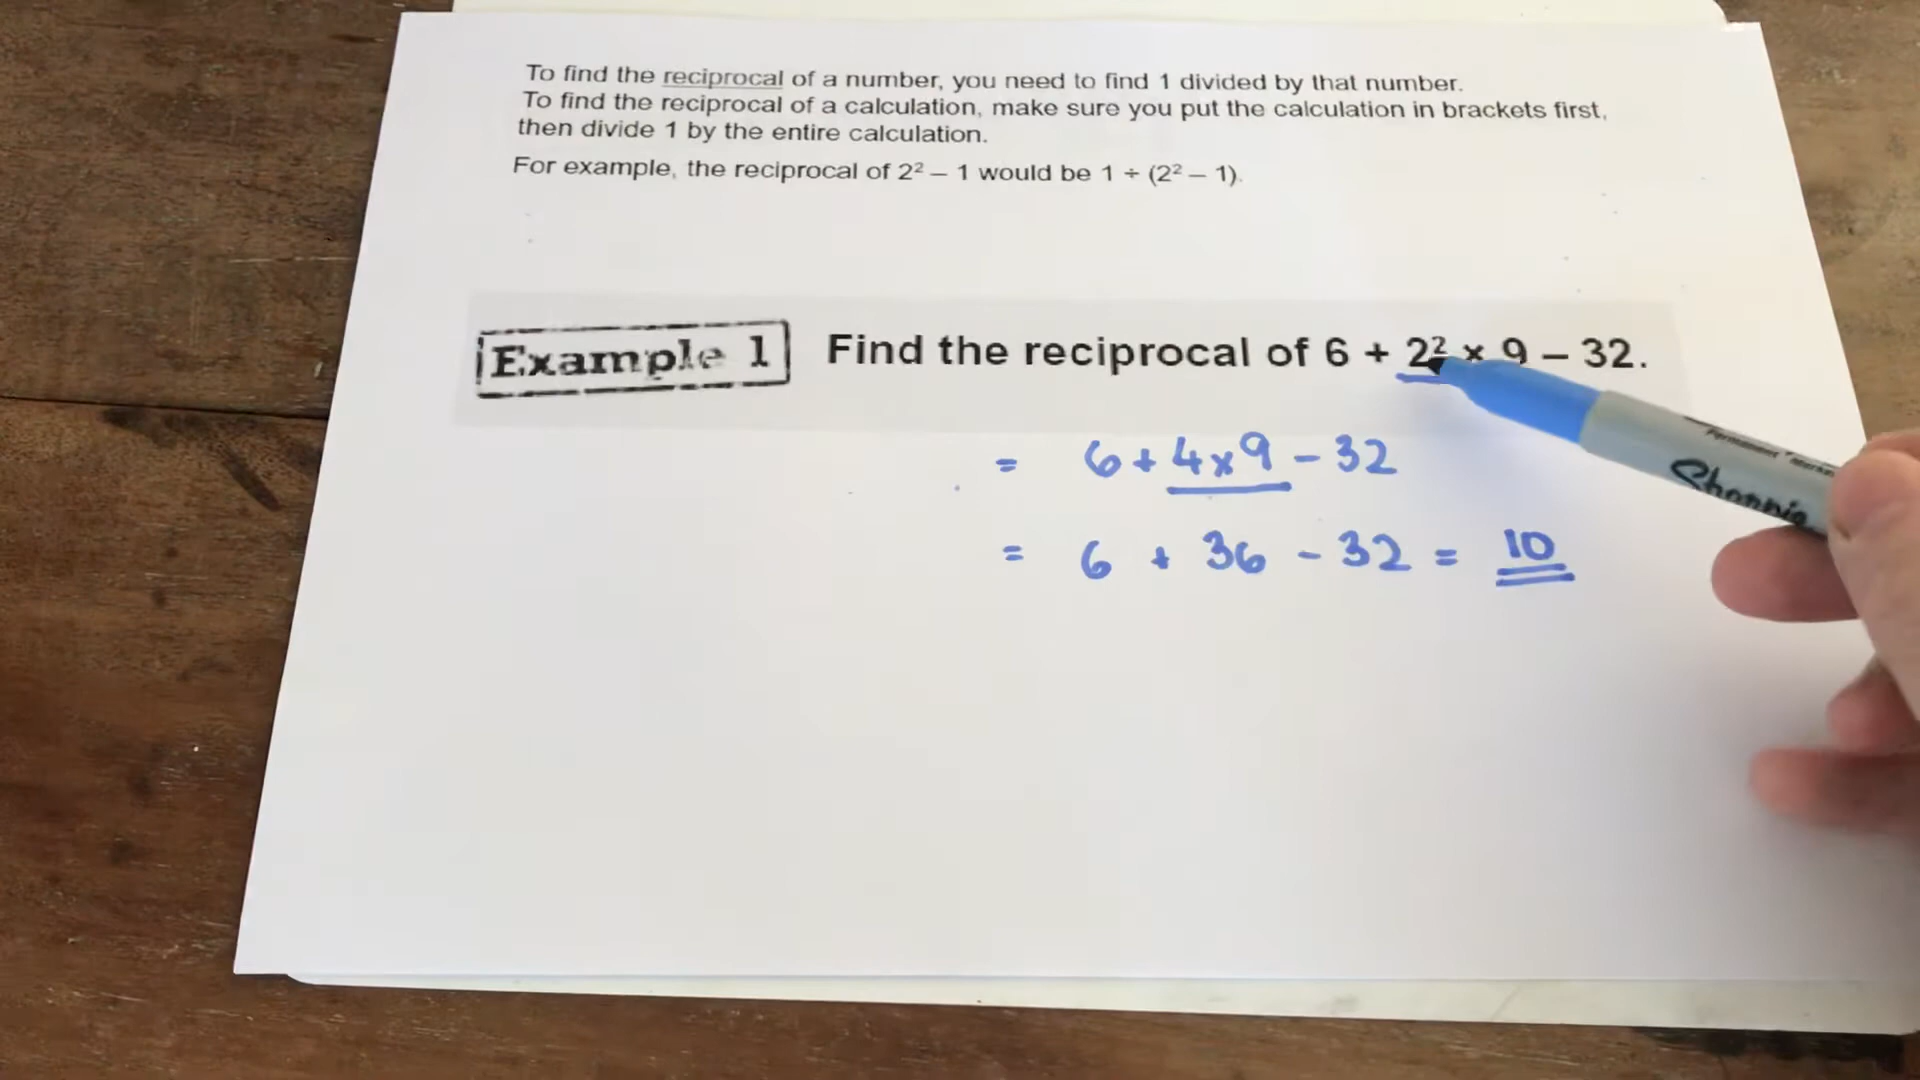 To find the reciprocal of a number, you need to find 1 divided by that number.
To find the reciprocal of a calculation, make sure you put the calculation in brackets first,
then divide 1 by the entire calculation.
For example, the reciprocal of 2² – 1 would be 1 ÷ (2² – 1).
Example 1 Find the reciprocal of 6 + 2² × 9 – 32.
= 6 + 4 × 9 – 32
= 6 + 36 – 32 = 10
Permanent Marker
Sharpie